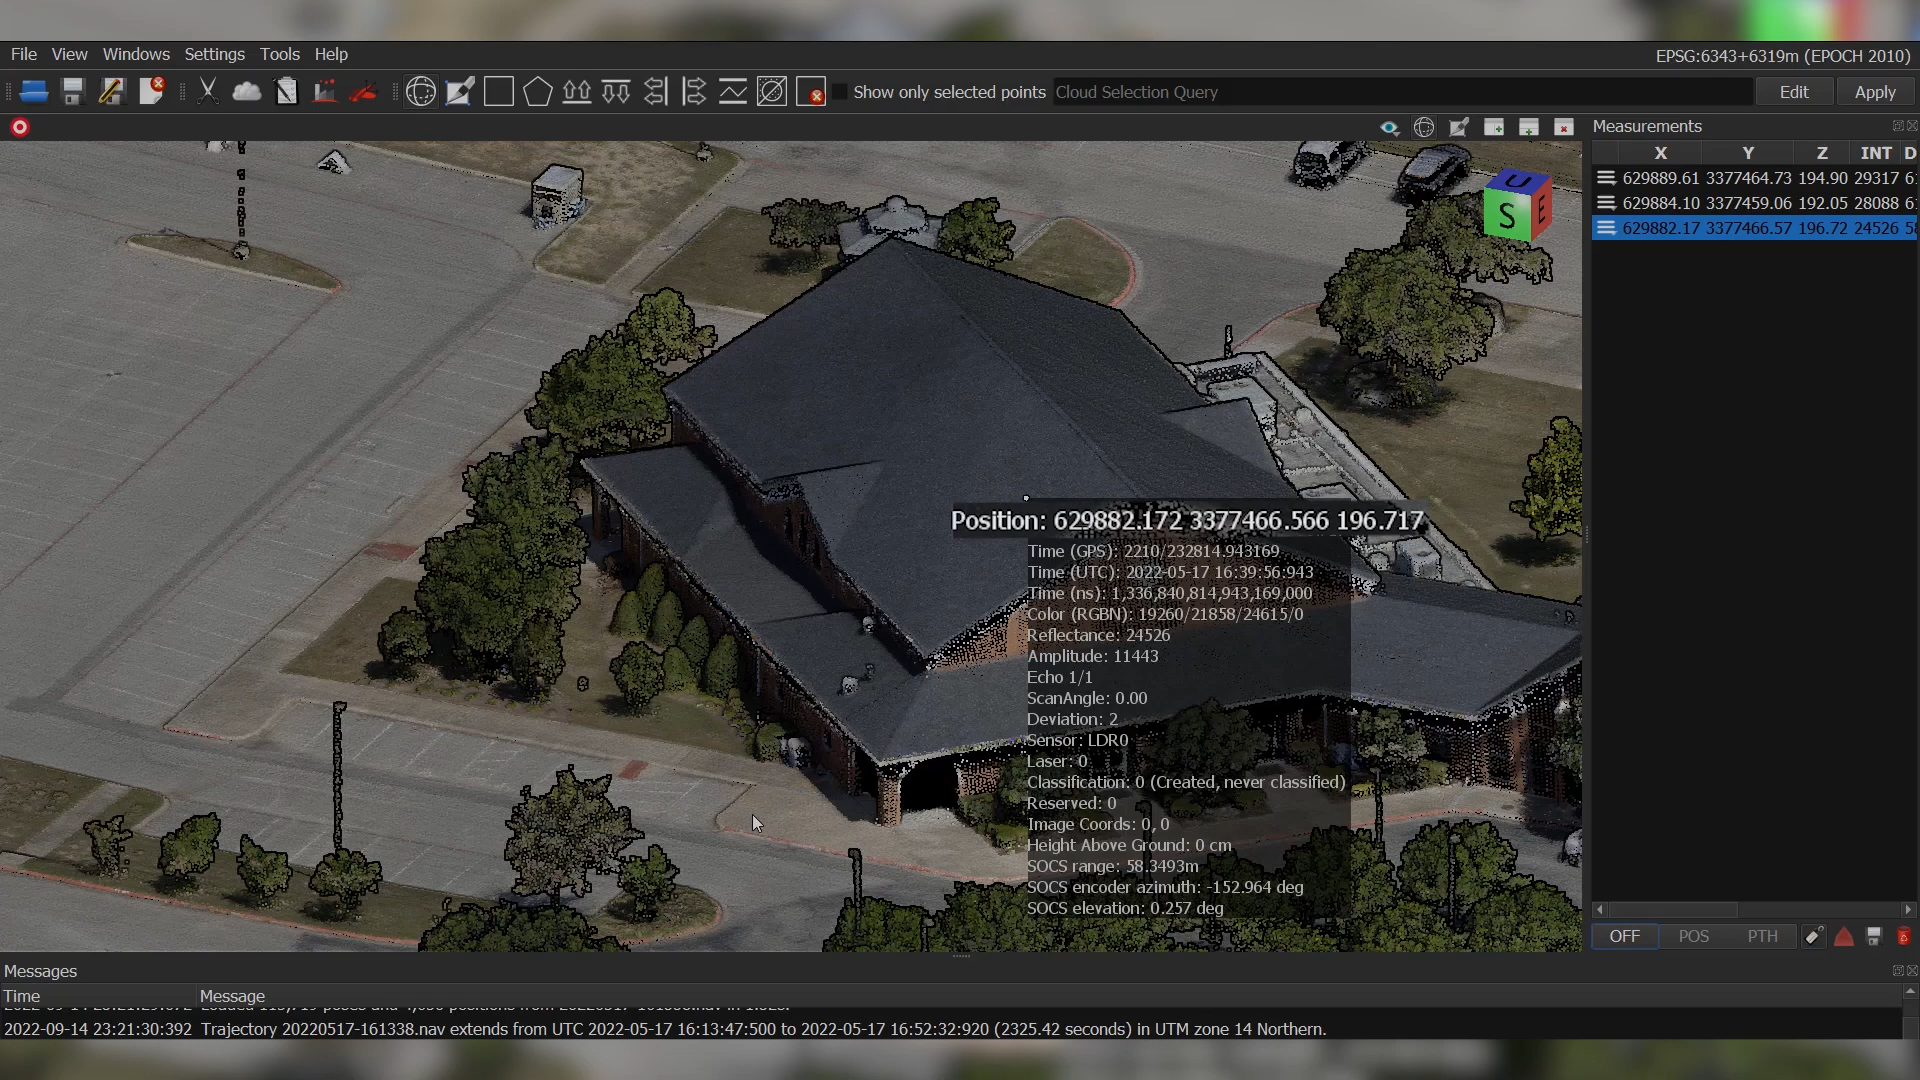 File View Windows Settings Tools Help
EPSG:6343+6319m (EPOCH 2010)
Show only selected points
Cloud Selection Query
Edit
Apply
Measurements
X Y Z INT D
629889.61 3377464.73 194.90 29317
629884.10 3377459.06 192.05 28088
629882.17 3377466.57 196.72 24526
U
S
E
Position: 629882.172 3377466.566 196.717
Time (GPS): 2210/232814.943169
Time (UTC): 2022-05-17 16:39:56:943
Time (ns): 1,336,840,814,943,169,000
Color (RGBN): 19260/21858/24615/0
Reflectance: 24526
Amplitude: 11443
Echo 1/1
ScanAngle: 0.00
Deviation: 2
Sensor: LDR0
Laser: 0
Classification: 0 (Created, never classified)
Reserved: 0
Image Coords: 0, 0
Height Above Ground: 0 cm
SOCS range: 58.3493m
SOCS encoder azimuth: -152.964 deg
SOCS elevation: 0.257 deg
OFF POS PTH
Messages
Time Message
2022-09-14 23:21:30:392 Trajectory 20220517-161338.nav extends from UTC 2022-05-17 16:13:47:500 to 2022-05-17 16:52:32:920 (2325.42 seconds) in UTM zone 14 Northern.